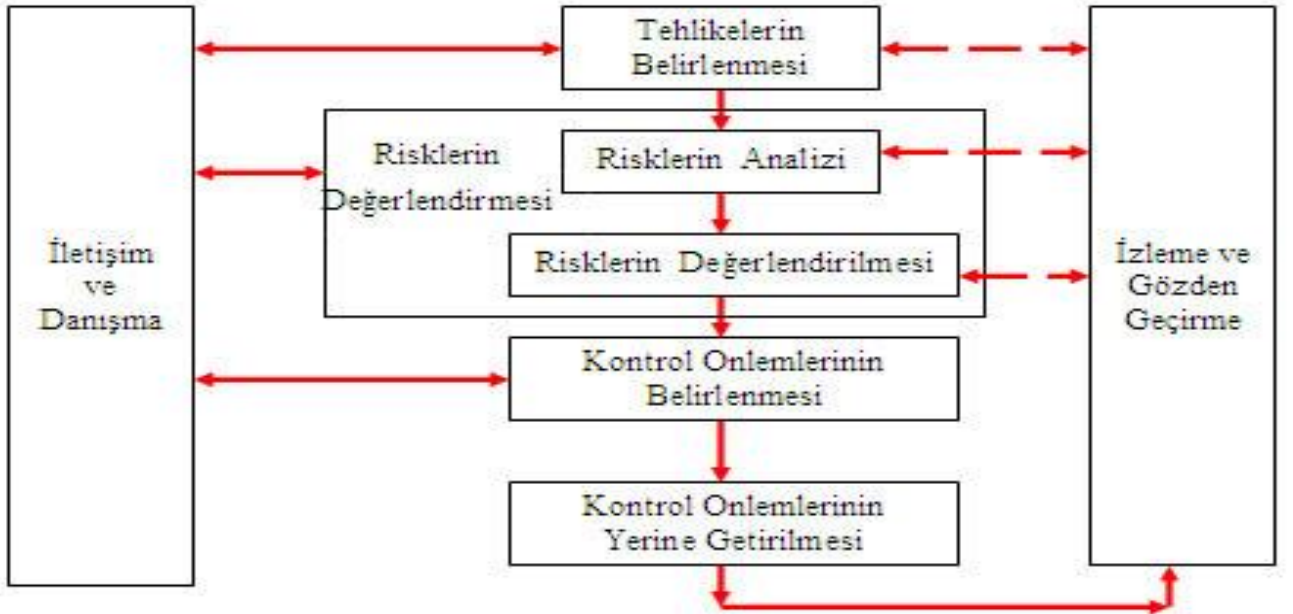 Tehlikelerin
Belirlenmesi
Risklerin
Değerlendirmesi
Risklerin Analizi
Risklerin Değerlendirilmesi
İletişim
ve
Danışma
İzleme ve
Gözden
Geçirme
Kontrol Onlemlerinin
Belirlenmesi
Kontrol Onlemlerinin
Yerine Getirilmesi